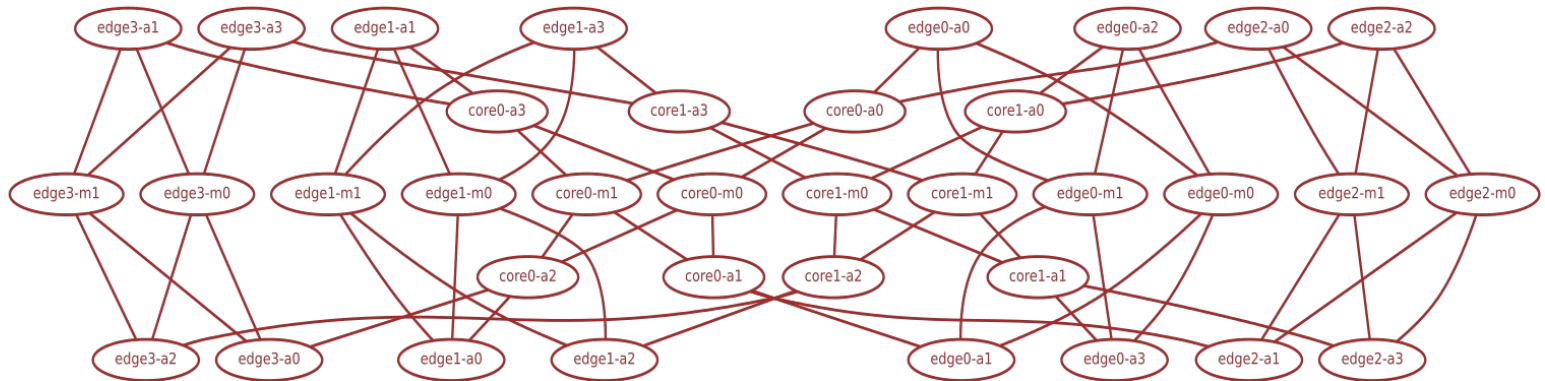 edge3-a1 edge3-a3 edge1-a1 edge1-a3 edge0-a0 edge0-a2 edge2-a0 edge2-a2
core0-a3 core1-a3 core0-a0 core1-a0
edge3-m1 edge3-m0 edge1-m1 edge1-m0 core0-m1 core0-m0 core1-m0 core1-m1 edge0-m1 edge0-m0 edge2-m1 edge2-m0
core0-a2 core0-a1 core1-a2 core1-a1
edge3-a2 edge3-a0 edge1-a0 edge1-a2 edge0-a1 edge0-a3 edge2-a1 edge2-a3